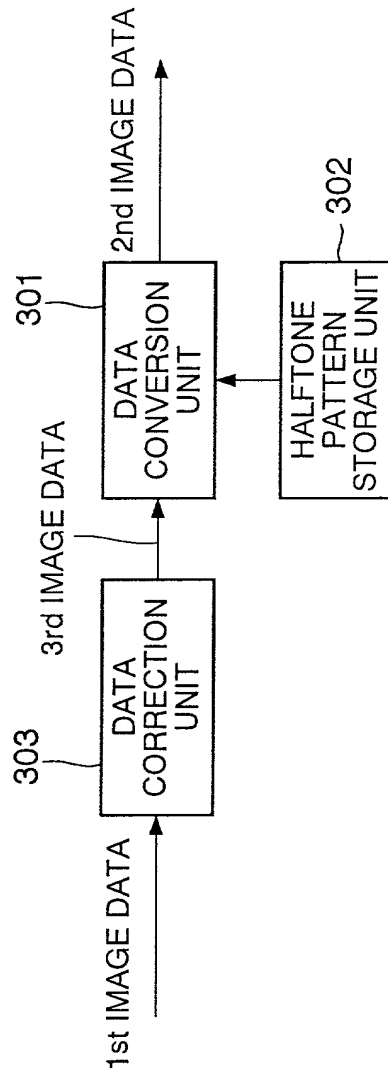 1st IMAGE DATA
303
DATA
CORRECTION
UNIT
3rd IMAGE DATA
301
DATA
CONVERSION
UNIT
2nd IMAGE DATA
302
HALFTONE
PATTERN
STORAGE UNIT